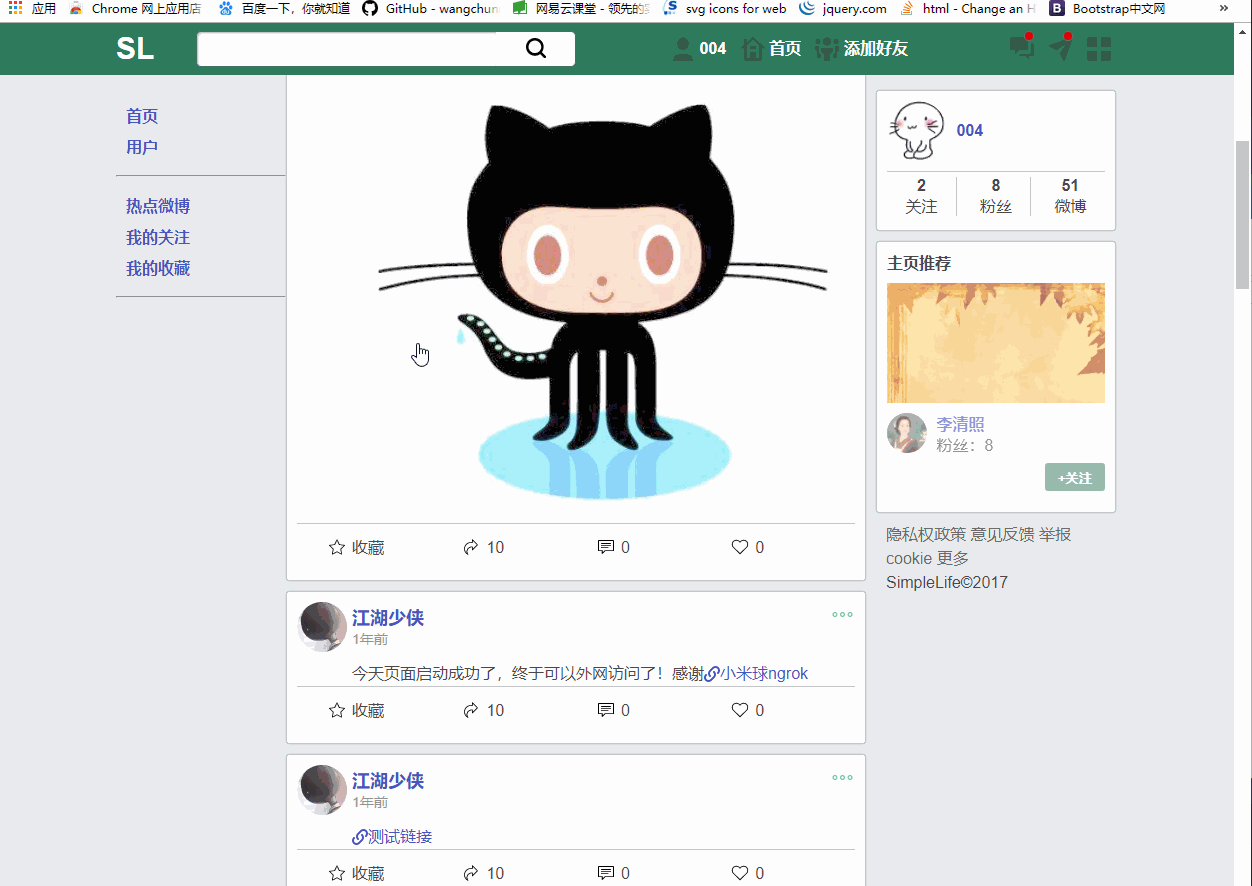 应用 Chrome 网上应用店 百度一下，你就知道 GitHub - wangchun 网易云课堂 - 领先的 svg icons for web jquery.com html - Change an H Bootstrap中文网 »
SL 004 首页 添加好友
首页
用户
热点微博
我的关注
我的收藏
收藏 10 0 0
江湖少侠
1年前
今天页面启动成功了，终于可以外网访问了！感谢小米球ngrok
收藏 10 0 0
江湖少侠
1年前
测试链接
收藏 10 0 0
004
2 8 51
关注 粉丝 微博
主页推荐
李清照
粉丝：8
+关注
隐私权政策 意见反馈 举报
cookie 更多
SimpleLife©2017